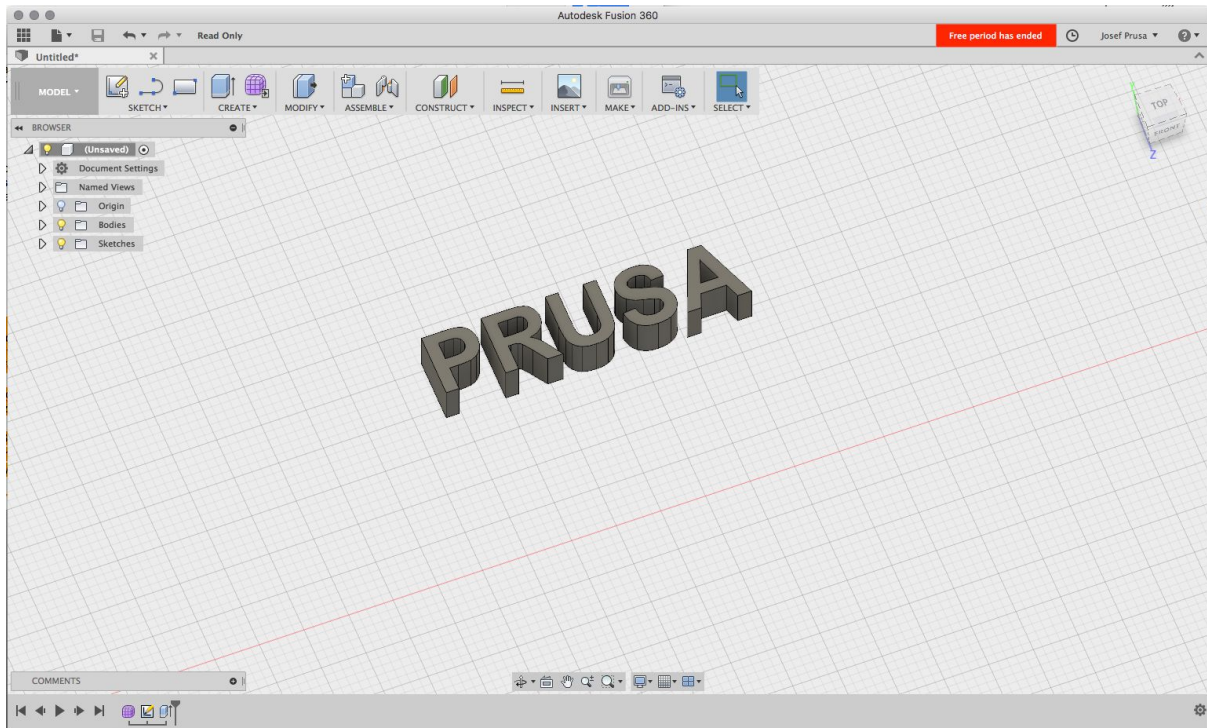 Autodesk Fusion 360
Read Only
Free period has ended
Josef Prusa
Untitled*
MODEL
SKETCH
CREATE
MODIFY
ASSEMBLE
CONSTRUCT
INSPECT
INSERT
MAKE
ADD-INS
SELECT
BROWSER
(Unsaved)
Document Settings
Named Views
Origin
Bodies
Sketches
TOP
FRONT
Z
PRUSA
COMMENTS